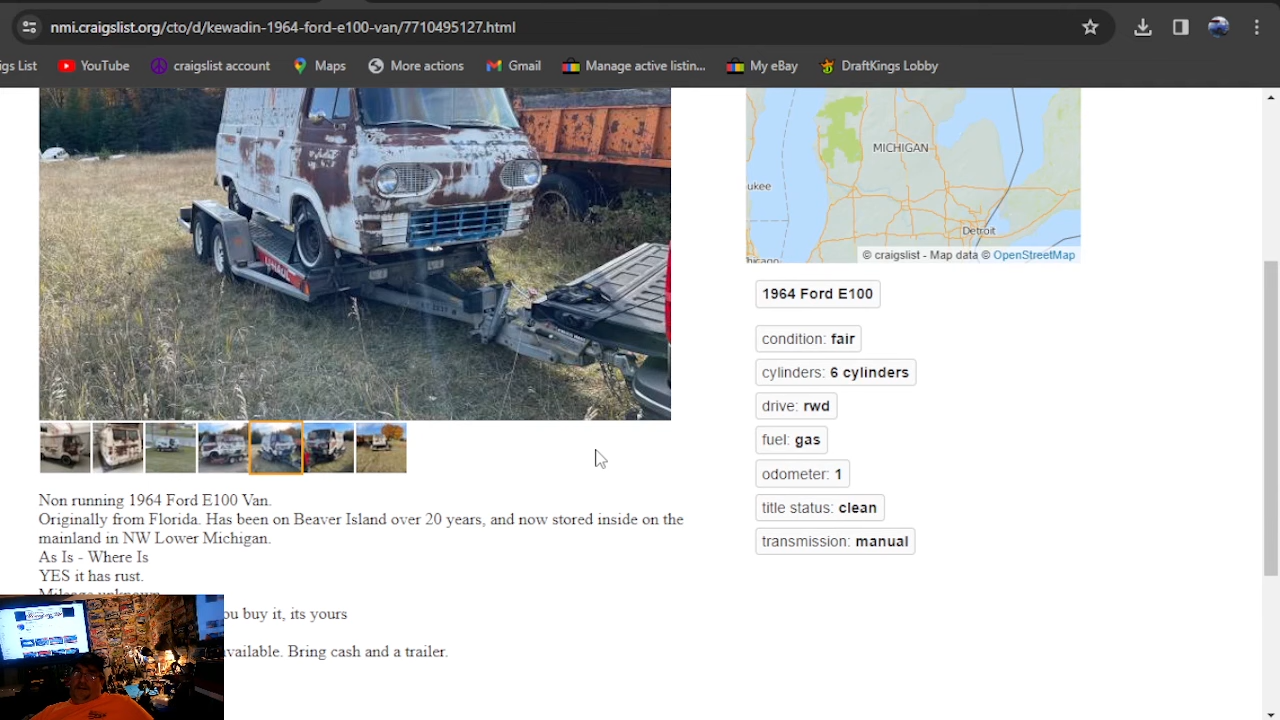 nmi.craigslist.org/cto/d/kewadin-1964-ford-e100-van/7710495127.html
igs List YouTube craigslist account Maps More actions Gmail Manage active listin... My eBay DraftKings Lobby
MICHIGAN
ukee
Detroit
© craigslist - Map data © OpenStreetMap
1964 Ford E100
condition: fair
cylinders: 6 cylinders
drive: rwd
fuel: gas
odometer: 1
title status: clean
transmission: manual
Non running 1964 Ford E100 Van.
Originally from Florida. Has been on Beaver Island over 20 years, and now stored inside on the
mainland in NW Lower Michigan.
As Is - Where Is
YES it has rust.
Mileage unknown
ou buy it, its yours
vailable. Bring cash and a trailer.